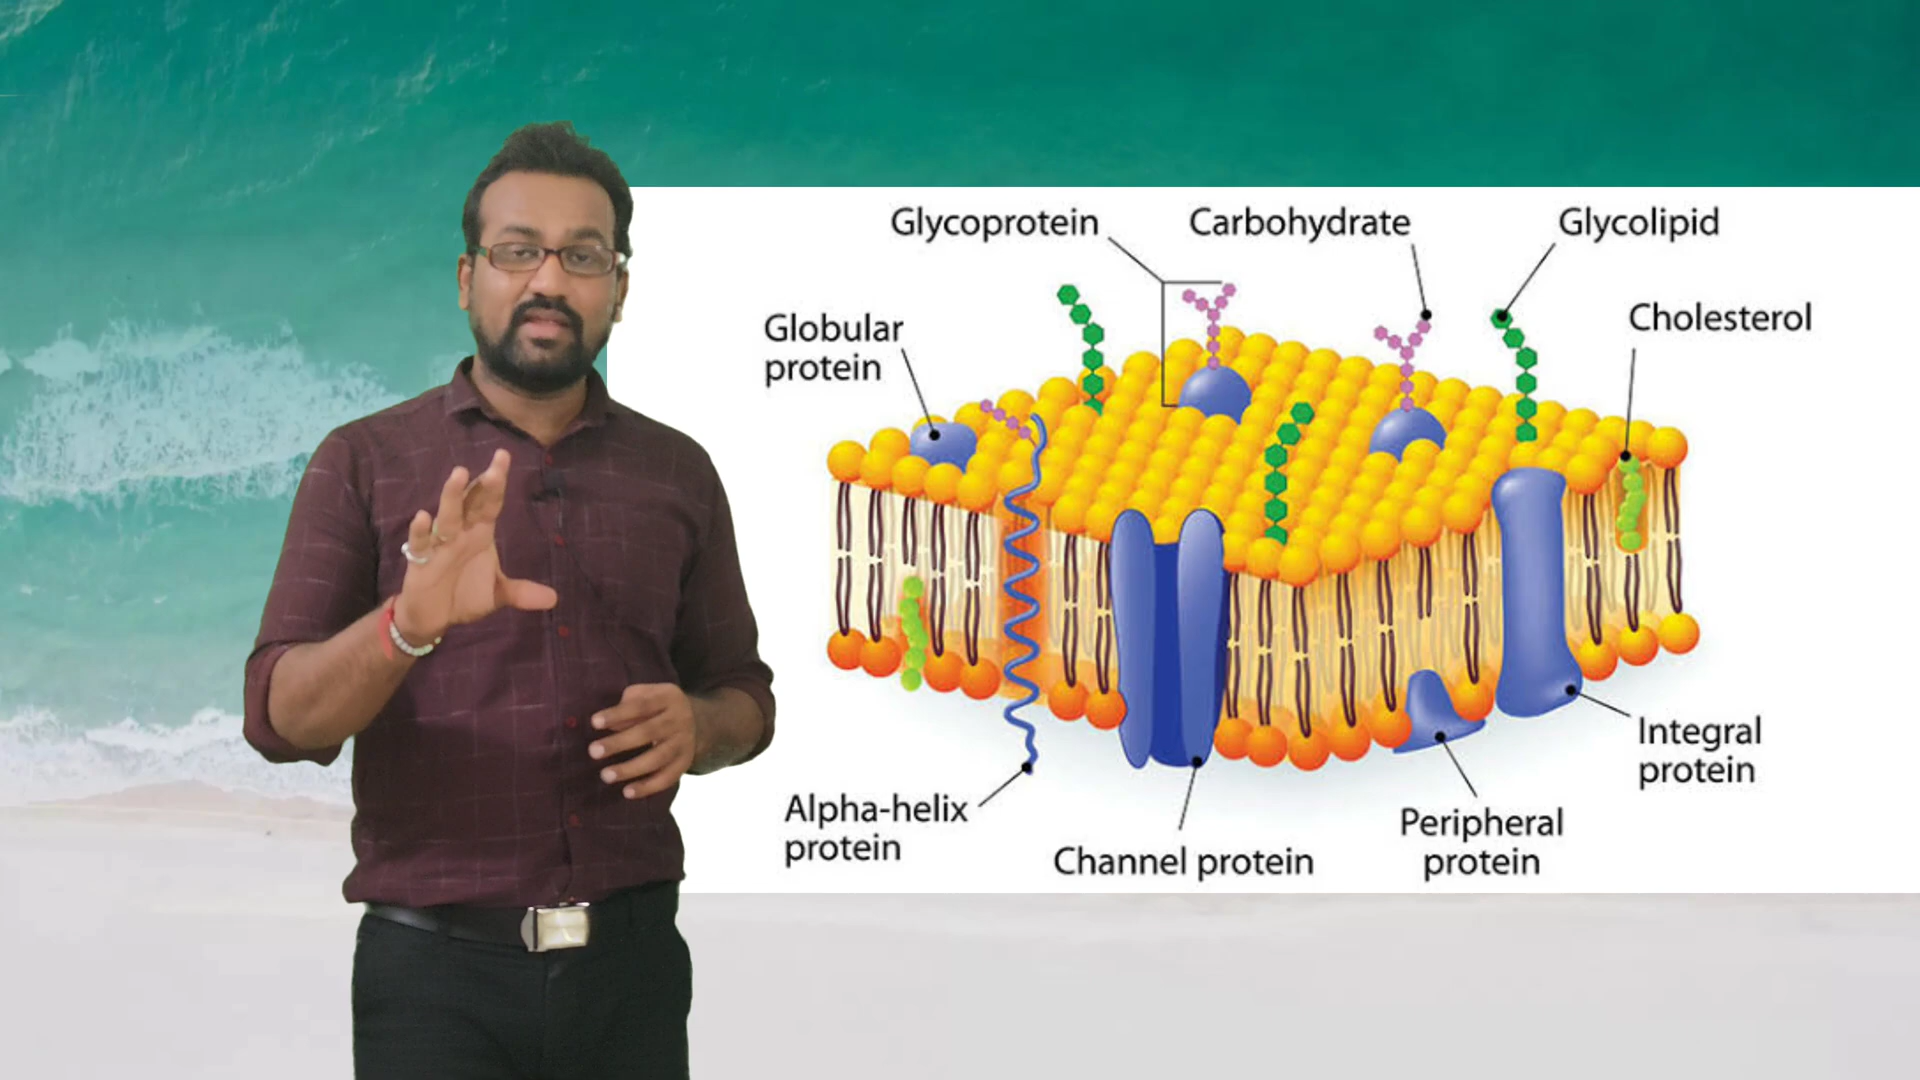 Glycoprotein
Carbohydrate
Glycolipid
Globular
protein
Cholesterol
Integral
protein
Alpha-helix
protein
Channel protein
Peripheral
protein